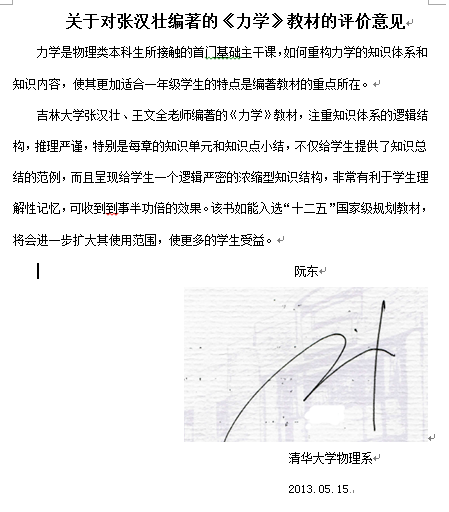 关于对张汉壮编著的《力学》教材的评价意见
力学是物理类本科生所接触的首门基础主干课，如何重构力学的知识体系和
知识内容，使其更加适合一年级学生的特点是编著教材的重点所在。
吉林大学张汉壮、王文全老师编著的《力学》教材，注重知识体系的逻辑结
构，推理严谨，特别是每章的知识单元和知识点小结，不仅给学生提供了知识总
结的范例，而且呈现给学生一个逻辑严密的浓缩型知识结构，非常有利于学生理
解性记忆，可收到到事半功倍的效果。该书如能入选“十二五”国家级规划教材，
将会进一步扩大其使用范围，使更多的学生受益。
阮东
清华大学物理系
2013.05.15.